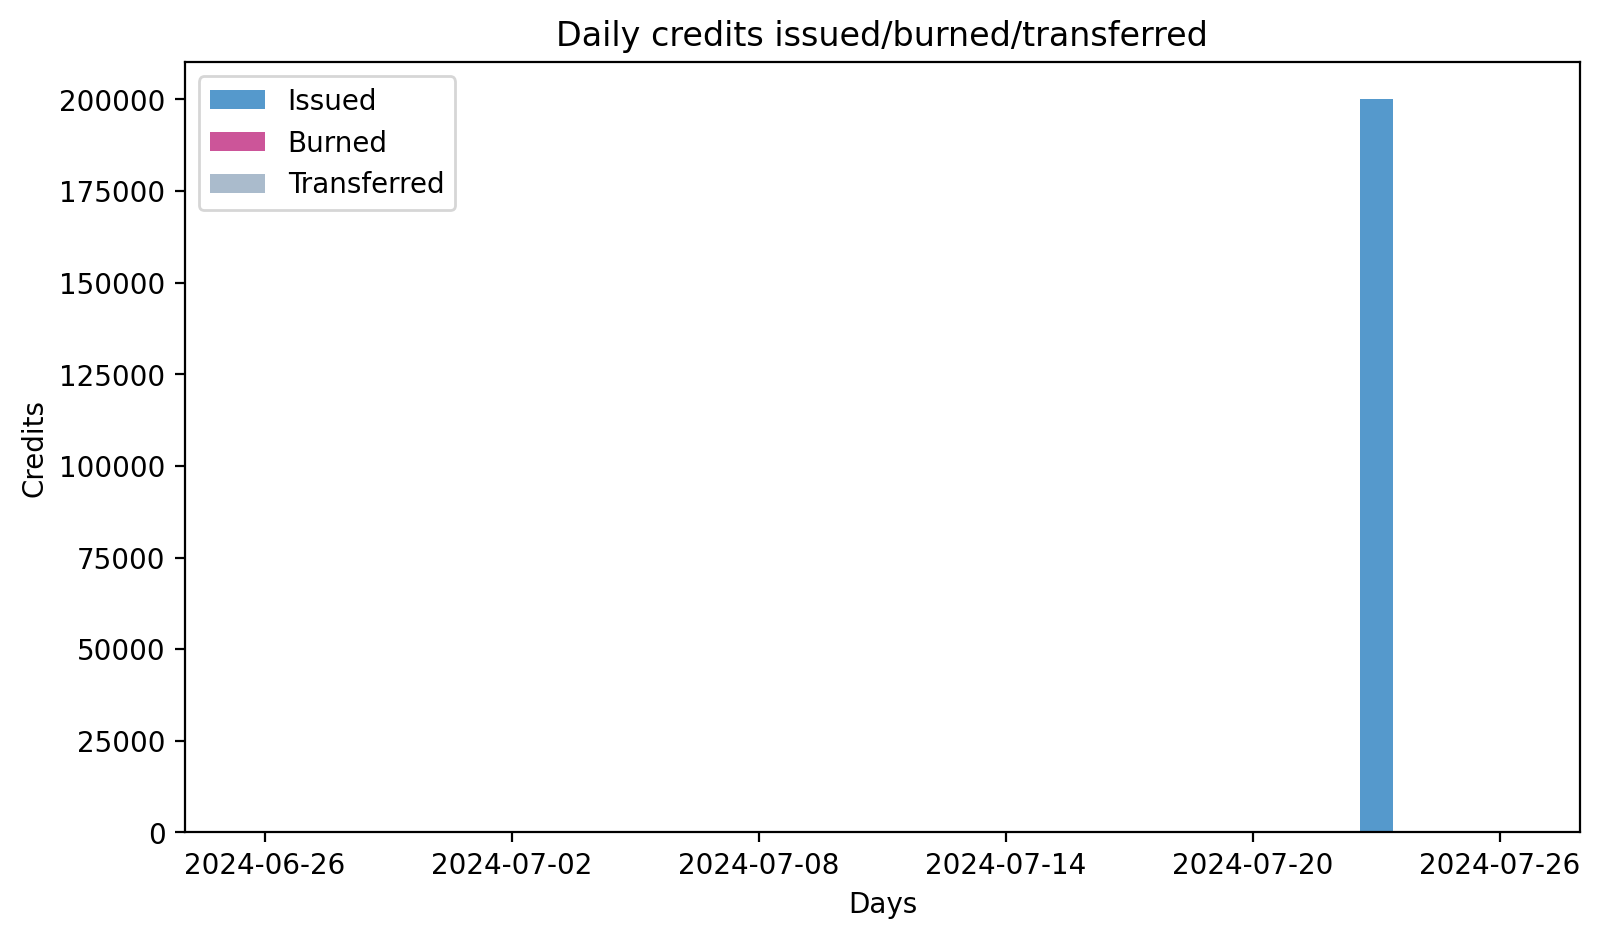 Daily credits issued/burned/transferred
Issued
Burned
Transferred
200000
175000
150000
125000
100000
75000
50000
25000
0
Credits
2024-06-26 2024-07-02 2024-07-08 2024-07-14 2024-07-20 2024-07-26
Days